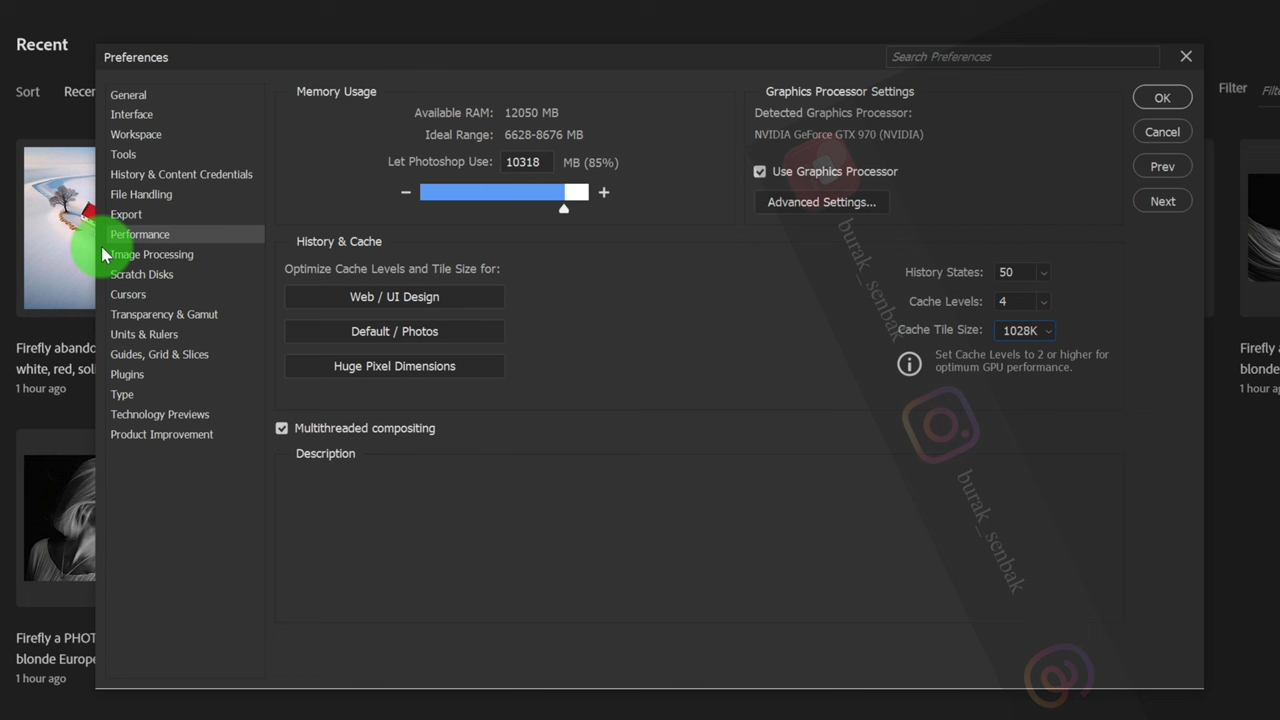 Recent
Preferences
Search Preferences
Sort
Recen
Filter
Filte
General
Interface
Workspace
Tools
History & Content Credentials
File Handling
Export
Performance
Image Processing
Scratch Disks
Cursors
Transparency & Gamut
Units & Rulers
Guides, Grid & Slices
Plugins
Type
Technology Previews
Product Improvement
Memory Usage
Available RAM: 12050 MB
Ideal Range: 6628-8676 MB
Let Photoshop Use: 10318 MB (85%)
Graphics Processor Settings
Detected Graphics Processor:
NVIDIA GeForce GTX 970 (NVIDIA)
Use Graphics Processor
Advanced Settings...
OK
Cancel
Prev
Next
History & Cache
Optimize Cache Levels and Tile Size for:
Web / UI Design
Default / Photos
Huge Pixel Dimensions
History States: 50
Cache Levels: 4
Cache Tile Size: 1028K
Set Cache Levels to 2 or higher for
optimum GPU performance.
Multithreaded compositing
Description
Firefly aband
white, red, soli
1 hour ago
Firefly a PHOT
blonde Europe
1 hour ago
Firefly a
blonde E
1 hour ago
burak_senbak
burak_senbak